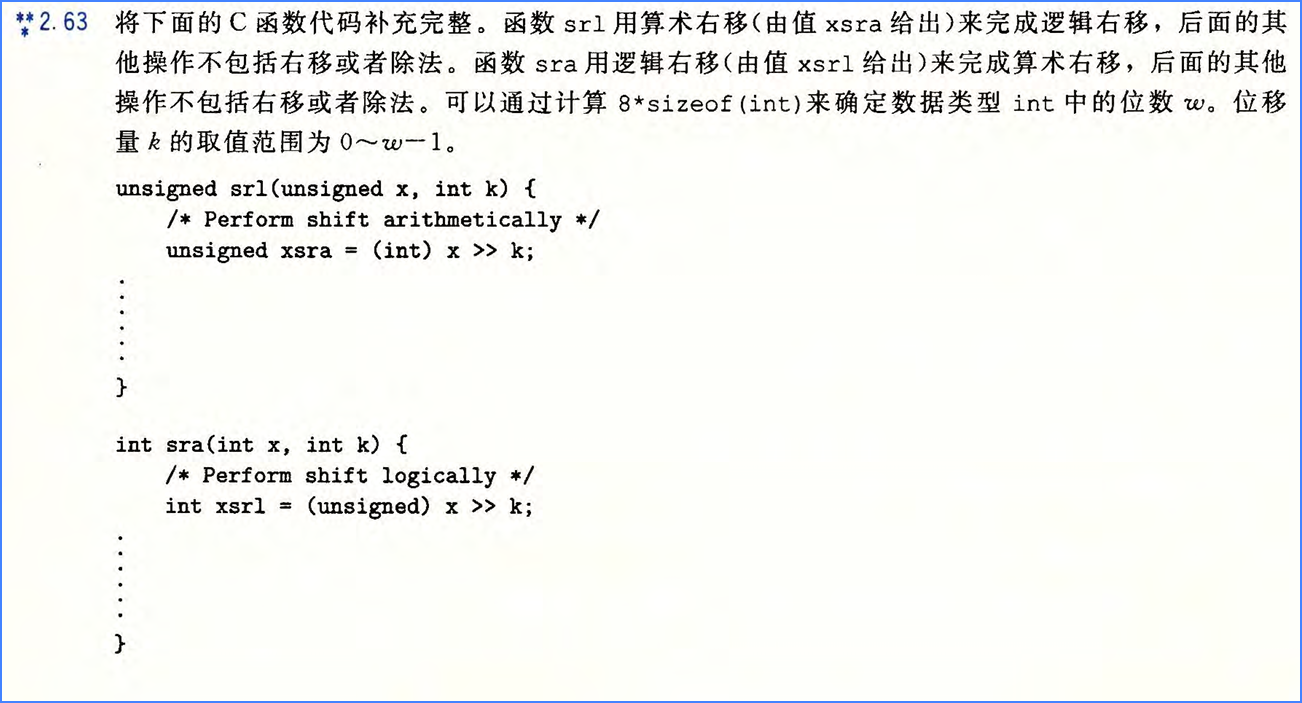 **2.63 将下面的 C 函数代码补充完整。函数 srl 用算术右移(由值 xsra 给出)来完成逻辑右移，后面的其
*
他操作不包括右移或者除法。函数 sra 用逻辑右移(由值 xsrl 给出)来完成算术右移，后面的其他
操作不包括右移或者除法。可以通过计算 8*sizeof(int)来确定数据类型 int 中的位数 w。位移
量 k 的取值范围为 0～w－1。
unsigned srl(unsigned x, int k) {
/* Perform shift arithmetically */
unsigned xsra = (int) x >> k;
.
.
.
.
.
.
}
int sra(int x, int k) {
/* Perform shift logically */
int xsrl = (unsigned) x >> k;
.
.
.
.
.
.
}